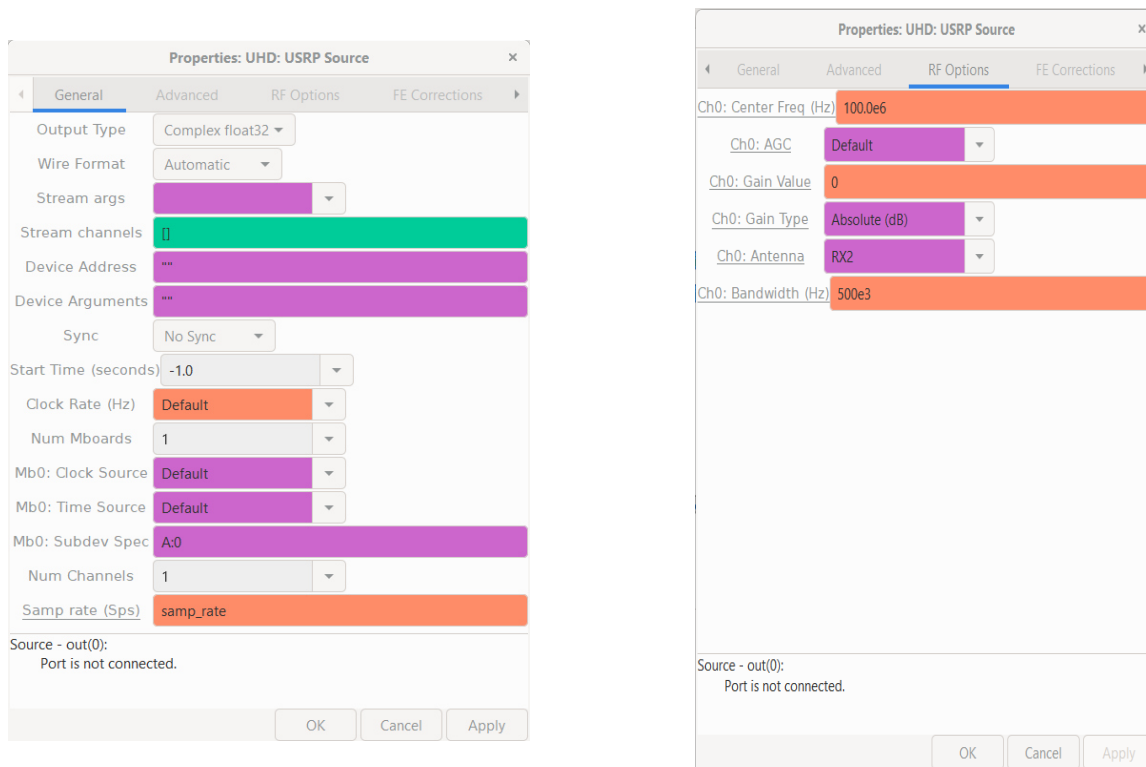 Properties: UHD: USRP Source ×
General Advanced RF Options FE Corrections
Output Type Complex float32
Wire Format Automatic
Stream args
Stream channels []
Device Address ""
Device Arguments ""
Sync No Sync
Start Time (seconds) -1.0
Clock Rate (Hz) Default
Num Mboards 1
Mb0: Clock Source Default
Mb0: Time Source Default
Mb0: Subdev Spec A:0
Num Channels 1
Samp rate (Sps) samp_rate
Source - out(0):
Port is not connected.
OK Cancel Apply
Properties: UHD: USRP Source ×
General Advanced RF Options FE Corrections
Ch0: Center Freq (Hz) 100.0e6
Ch0: AGC Default
Ch0: Gain Value 0
Ch0: Gain Type Absolute (dB)
Ch0: Antenna RX2
Ch0: Bandwidth (Hz) 500e3
Source - out(0):
Port is not connected.
OK Cancel Apply